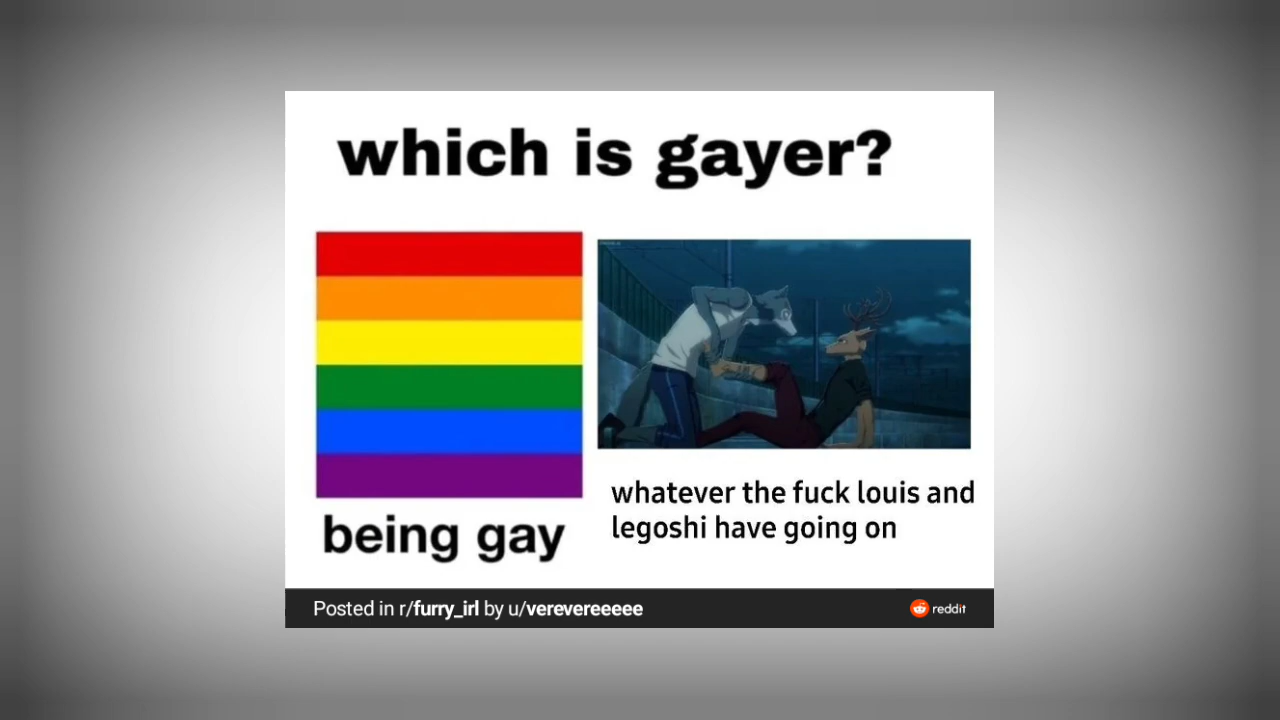 which is gayer?
being gay
whatever the fuck louis and
legoshi have going on
Posted in r/furry_irl by u/verevereeeee
reddit